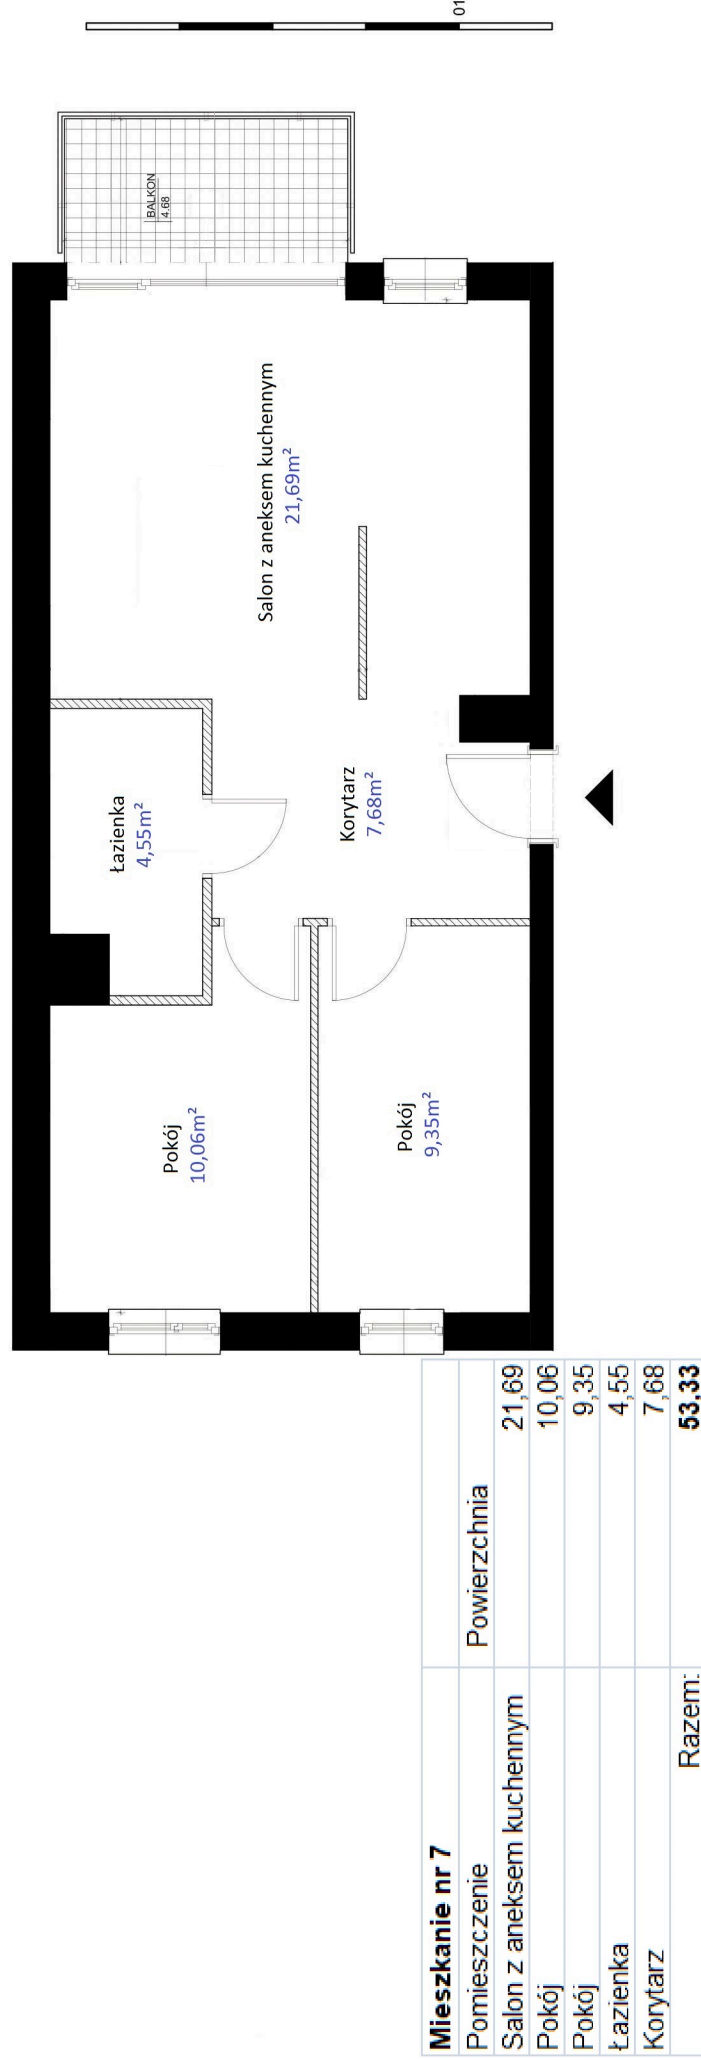 Mieszkanie nr 7
Pomieszczenie Powierzchnia
Salon z aneksem kuchennym 21,69
Pokój 10,06
Pokój 9,35
Łazienka 4,55
Korytarz 7,68
Razem: 53,33
Pokój
10,06m²
Łazienka
4,55m²
Salon z aneksem kuchennym
21,69m²
BALKON
4.68
Pokój
9,35m²
Korytarz
7,68m²
01